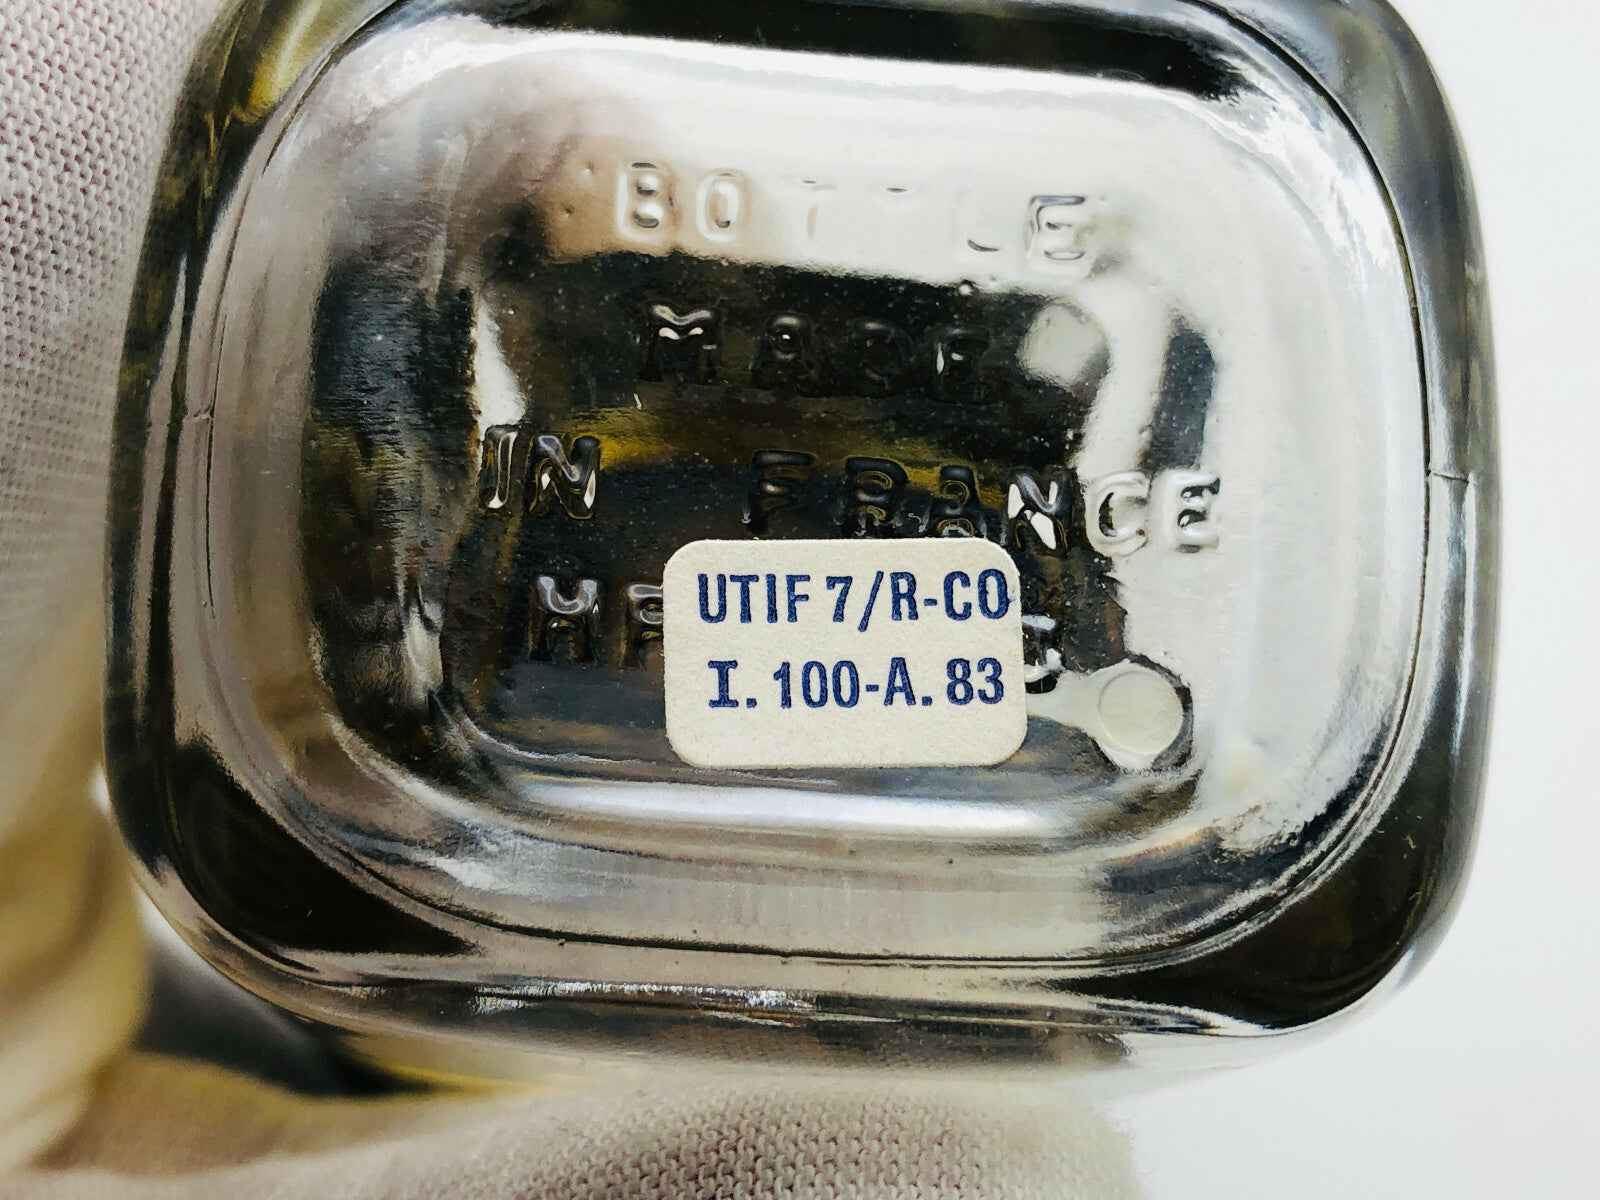 BOTTLE
MADE
IN FRANCE
UTIF 7/R-CO
I. 100-A. 83